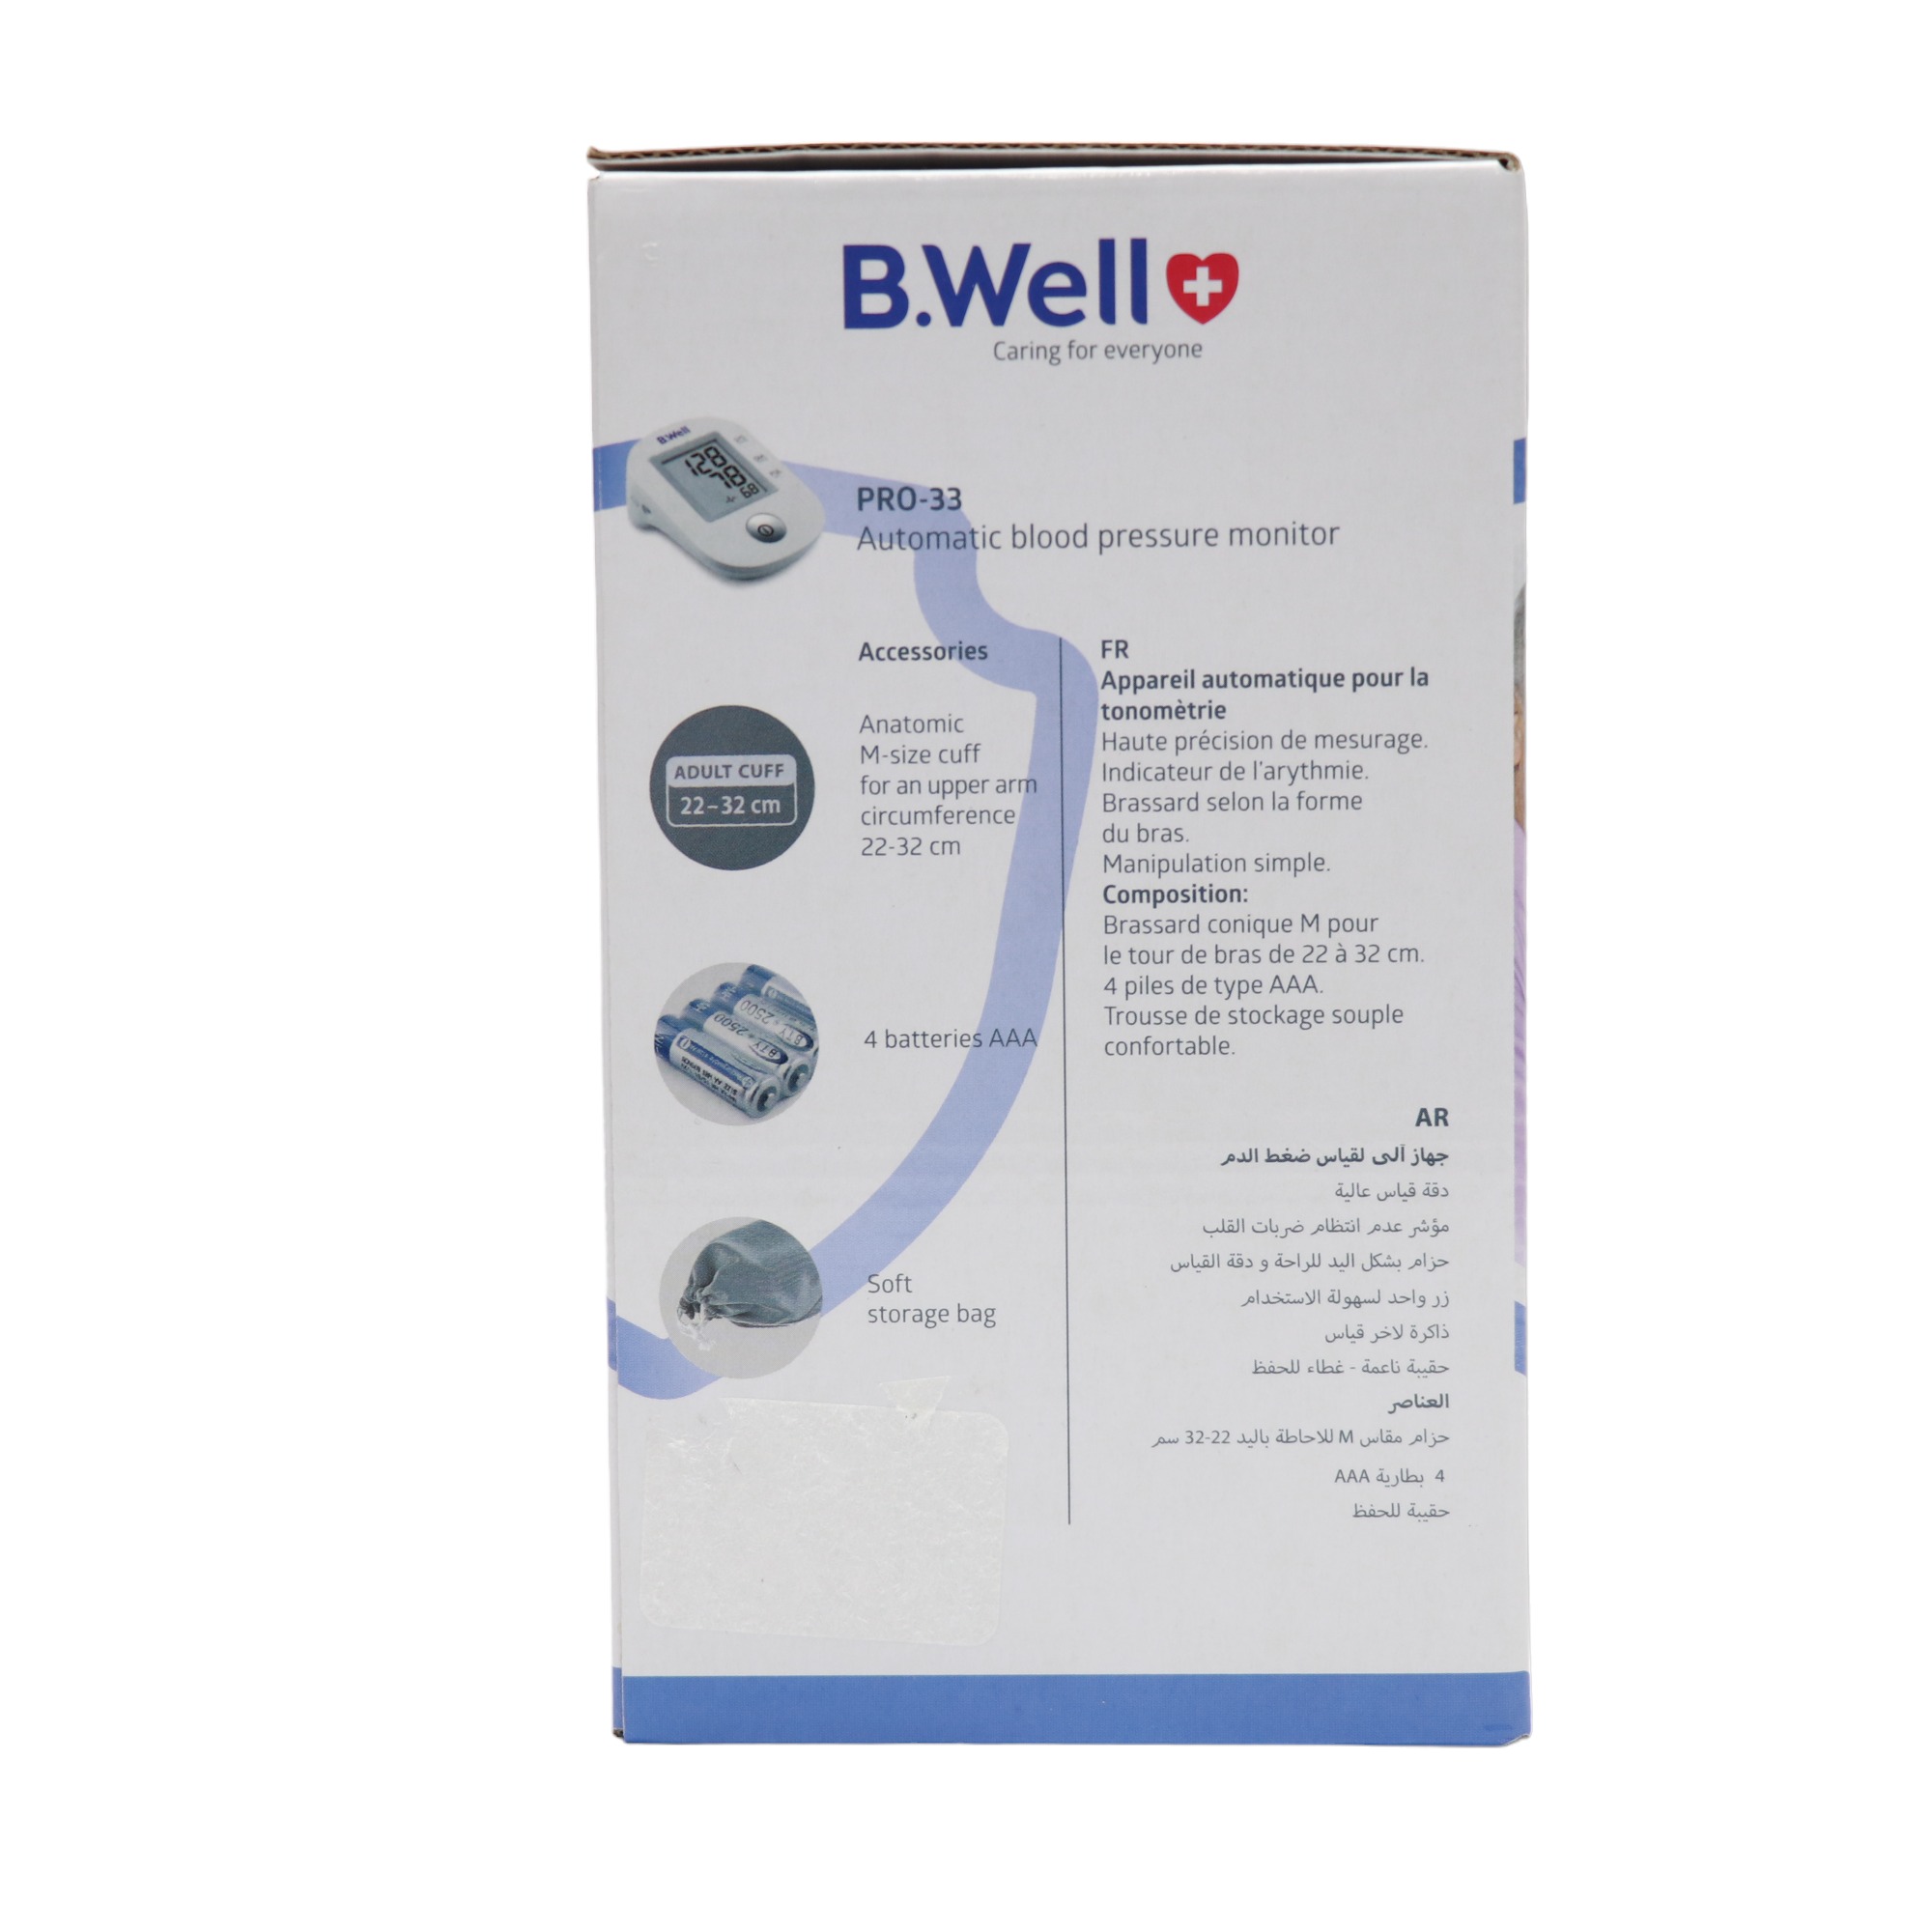 B.Well
Caring for everyone
B.Well
128
78
68
PRO-33
Automatic blood pressure monitor
Accessories
ADULT CUFF
22–32 cm
Anatomic
M-size cuff
for an upper arm
circumference
22-32 cm
2500
2500
4 batteries AAA
Soft
storage bag
FR
Appareil automatique pour la
tonomètrie
Haute précision de mesurage.
Indicateur de l'arythmie.
Brassard selon la forme
du bras.
Manipulation simple.
Composition:
Brassard conique M pour
le tour de bras de 22 à 32 cm.
4 piles de type AAA.
Trousse de stockage souple
confortable.
AR
جهاز آلى لقياس ضغط الدم
دقة قياس عالية
مؤشر عدم انتظام ضربات القلب
حزام بشكل اليد للراحة و دقة القياس
زر واحد لسهولة الاستخدام
ذاكرة لاخر قياس
حقيبة ناعمة - غطاء للحفظ
العناصر
حزام مقاس M للاحاطة باليد 22-32 سم
4 بطارية AAA
حقيبة للحفظ